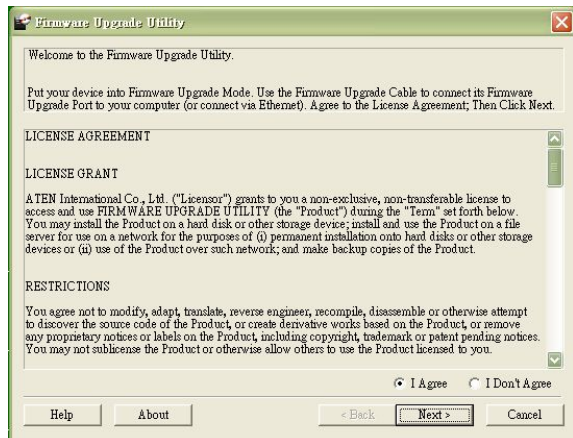 Firmware Upgrade Utility
Welcome to the Firmware Upgrade Utility.
Put your device into Firmware Upgrade Mode. Use the Firmware Upgrade Cable to connect its Firmware
Upgrade Port to your computer (or connect via Ethernet). Agree to the License Agreement; Then Click Next.
LICENSE AGREEMENT
LICENSE GRANT
ATEN International Co., Ltd. ("Licensor") grants to you a non-exclusive, non-transferable license to
access and use FIRMWARE UPGRADE UTILITY (the "Product") during the "Term" set forth below.
You may install the Product on a hard disk or other storage device; install and use the Product on a file
server for use on a network for the purposes of (i) permanent installation onto hard disks or other storage
devices or (ii) use of the Product over such network; and make backup copies of the Product.
RESTRICTIONS
You agree not to modify, adapt, translate, reverse engineer, recompile, disassemble or otherwise attempt
to discover the source code of the Product, or create derivative works based on the Product, or remove
any proprietary notices or labels on the Product, including copyright, trademark or patent pending notices.
You may not sublicense the Product or otherwise allow others to use the Product licensed to you.
I Agree I Don't Agree
Help About < Back Next > Cancel